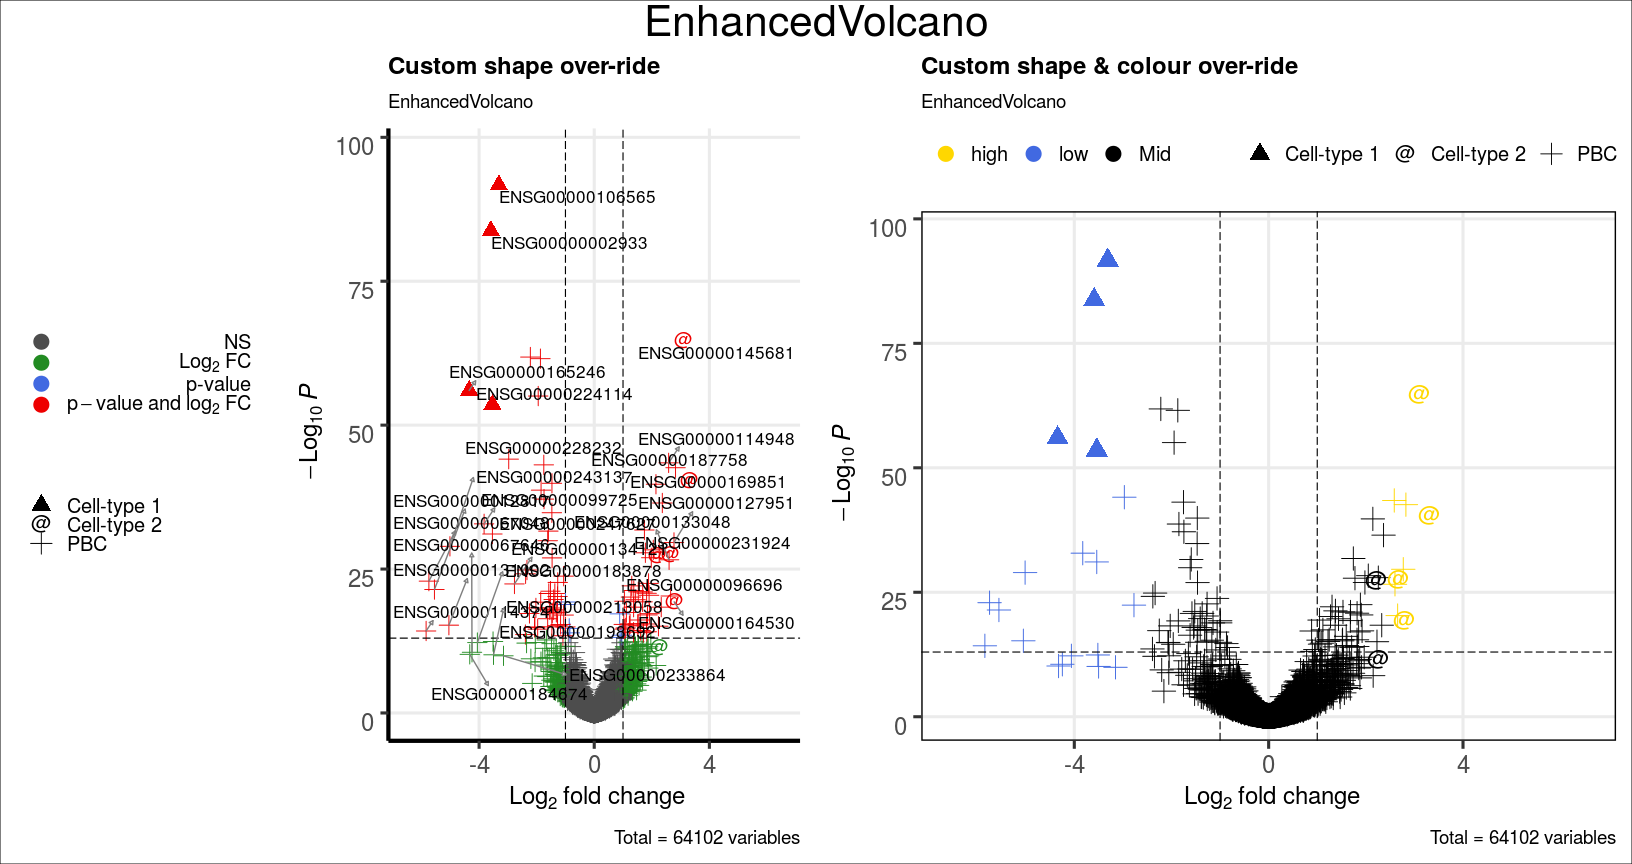 EnhancedVolcano
Custom shape over-ride
EnhancedVolcano
NS
Log2 FC
p-value
p − value and log2 FC
Cell-type 1
@ Cell-type 2
PBC
−Log10 P
100
75
50
25
0
ENSG00000106565
ENSG00000002933
ENSG00000145681
ENSG00000165246
ENSG00000224114
ENSG00000114948
ENSG00000228232
ENSG00000187758
ENSG00000243137
ENSG00000169851
ENSG00000099725
ENSG00000127951
ENSG00000133048
ENSG00000231924
ENSG00000183878
ENSG00000096696
ENSG00000213058
ENSG00000114374
ENSG00000164530
ENSG00000233864
ENSG00000184674
-4 0 4
Log2 fold change
Total = 64102 variables
Custom shape & colour over-ride
EnhancedVolcano
high low Mid Cell-type 1 @ Cell-type 2 PBC
−Log10 P
100
75
50
25
0
-4 0 4
Log2 fold change
Total = 64102 variables